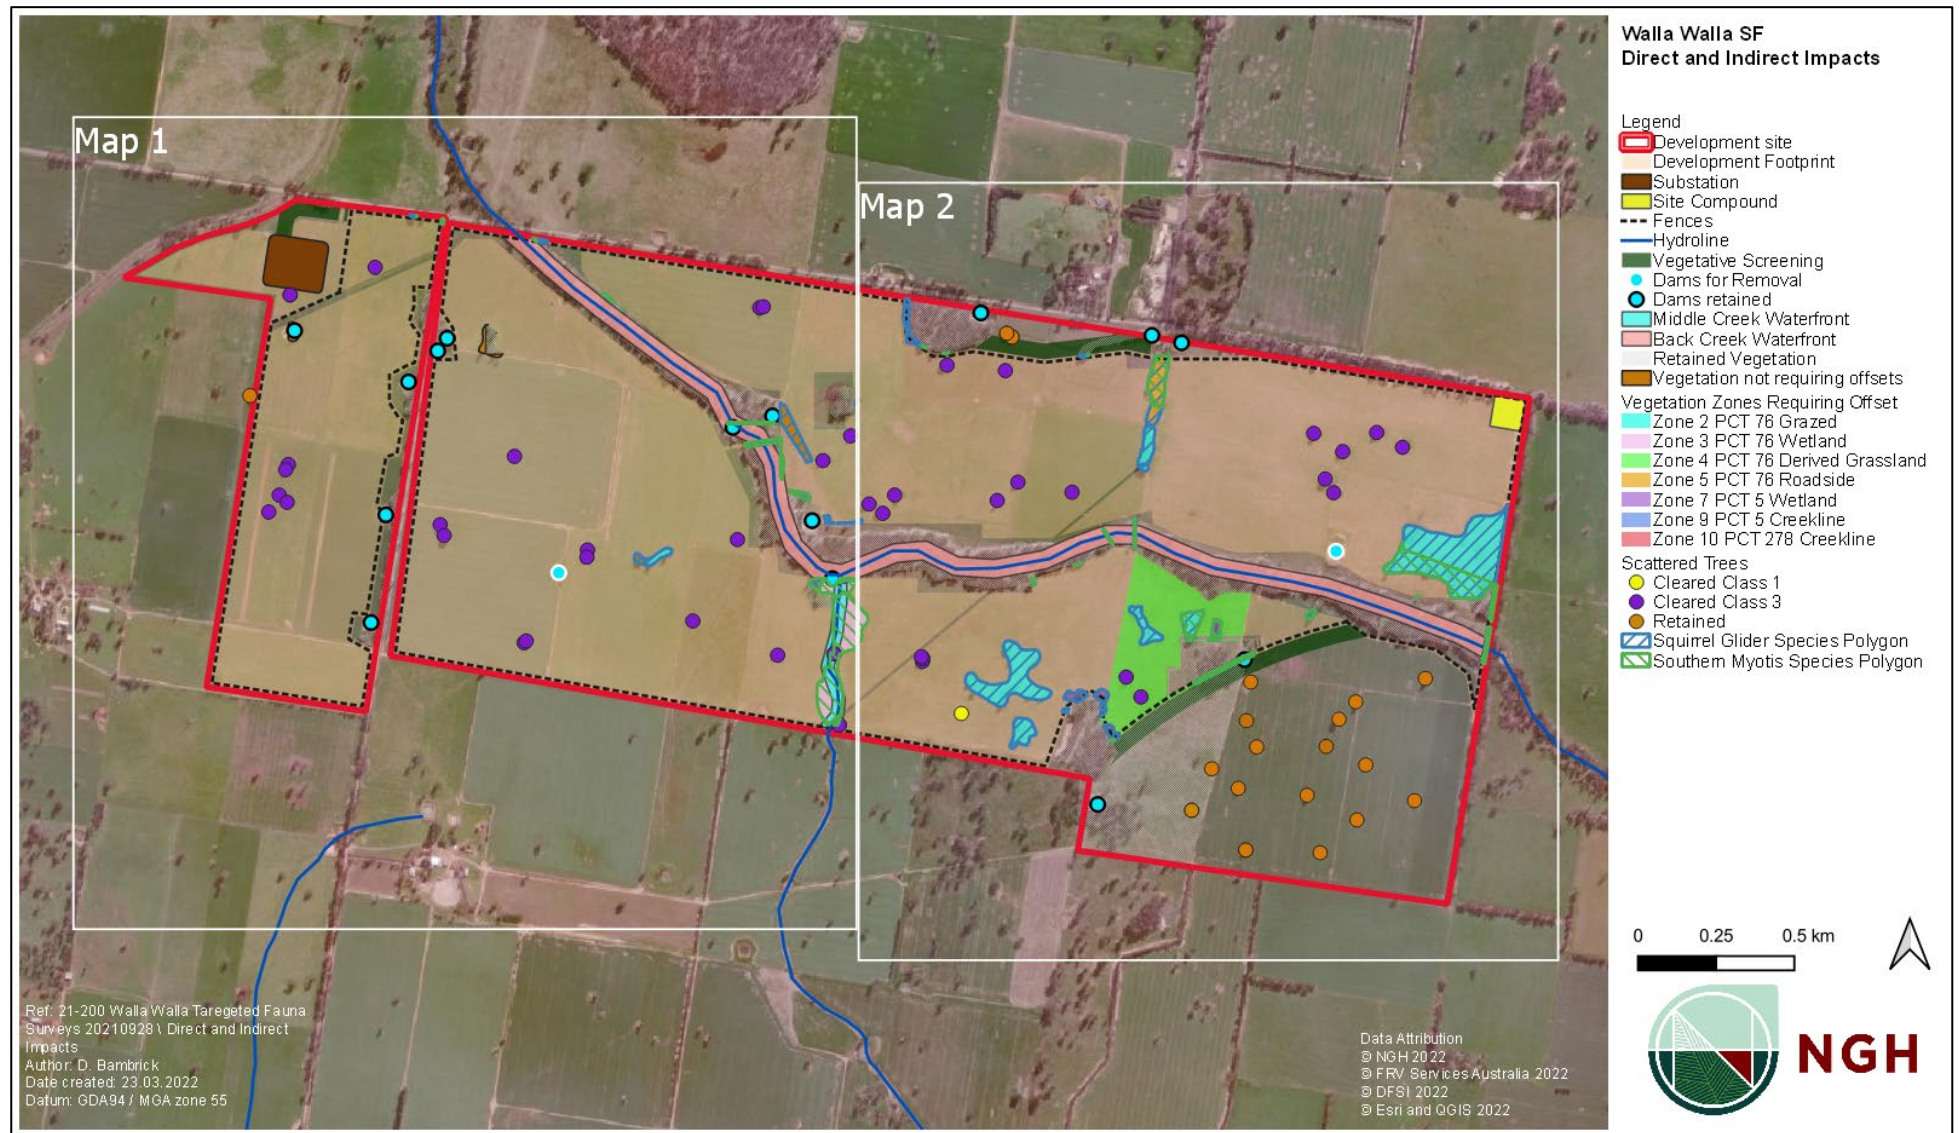 Walla Walla SF
Direct and Indirect Impacts
Legend
Development site
Development Footprint
Substation
Site Compound
Fences
Hydroline
Vegetative Screening
Dams for Removal
Dams retained
Middle Creek Waterfront
Back Creek Waterfront
Retained Vegetation
Vegetation not requiring offsets
Vegetation Zones Requiring Offset
Zone 2 PCT 76 Grazed
Zone 3 PCT 76 Wetland
Zone 4 PCT 76 Derived Grassland
Zone 5 PCT 76 Roadside
Zone 7 PCT 5 Wetland
Zone 9 PCT 5 Creekline
Zone 10 PCT 278 Creekline
Scattered Trees
Cleared Class 1
Cleared Class 3
Retained
Squirrel Glider Species Polygon
Southern Myotis Species Polygon
Map 1
Map 2
0 0.25 0.5 km
NGH
Ref: 21-200 Walla Walla Taregeted Fauna
Surveys 20210928 \ Direct and Indirect
Impacts
Author: D. Bambrick
Date created: 23.03.2022
Datum: GDA94 / MGA zone 55
Data Attribution
© NGH 2022
© FRV Services Australia 2022
© DFSI 2022
© Esri and QGIS 2022